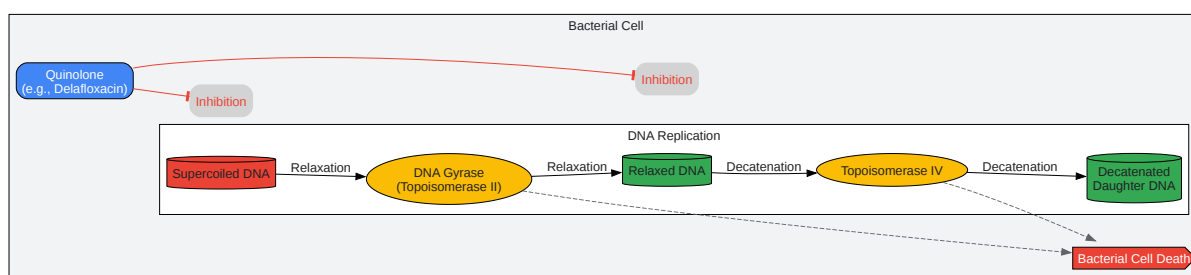 Bacterial Cell
Quinolone
(e.g., Delafloxacin)
Inhibition
Inhibition
DNA Replication
Supercoiled DNA
Relaxation
DNA Gyrase
(Topoisomerase II)
Relaxation
Relaxed DNA
Decatenation
Topoisomerase IV
Decatenation
Decatenated
Daughter DNA
Bacterial Cell Death